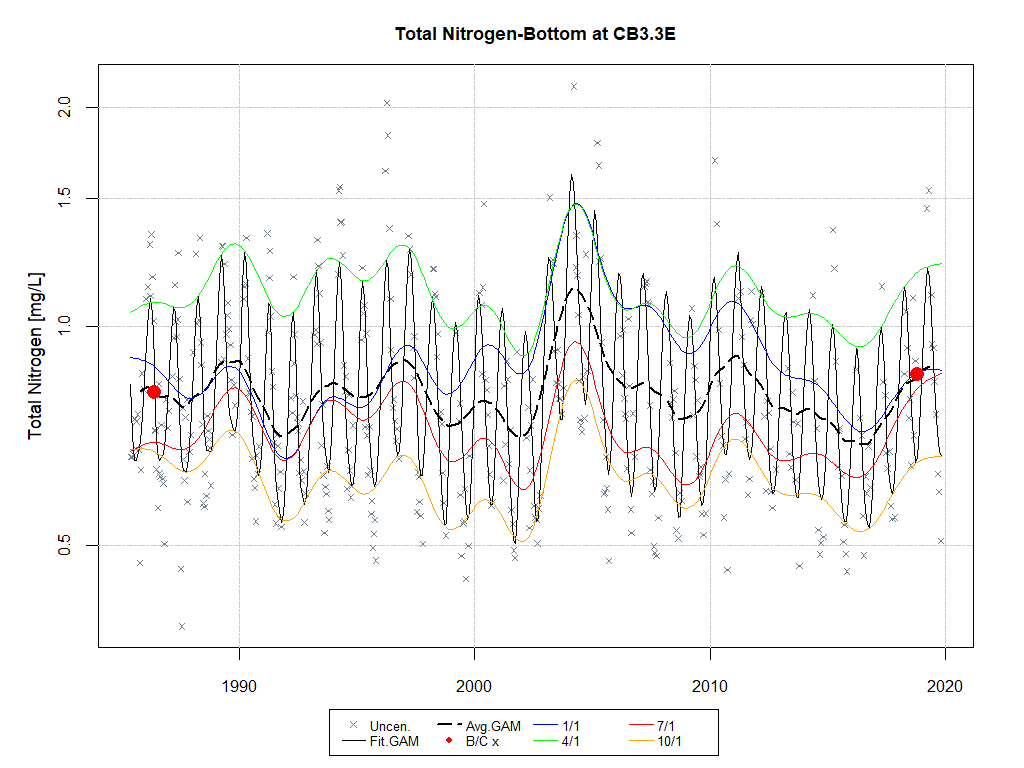 Total Nitrogen-Bottom at CB3.3E
Total Nitrogen [mg/L]
2.0
1.5
1.0
0.5
1990 2000 2010 2020
Uncen. Avg.GAM 1/1 7/1
Fit.GAM B/C x 4/1 10/1